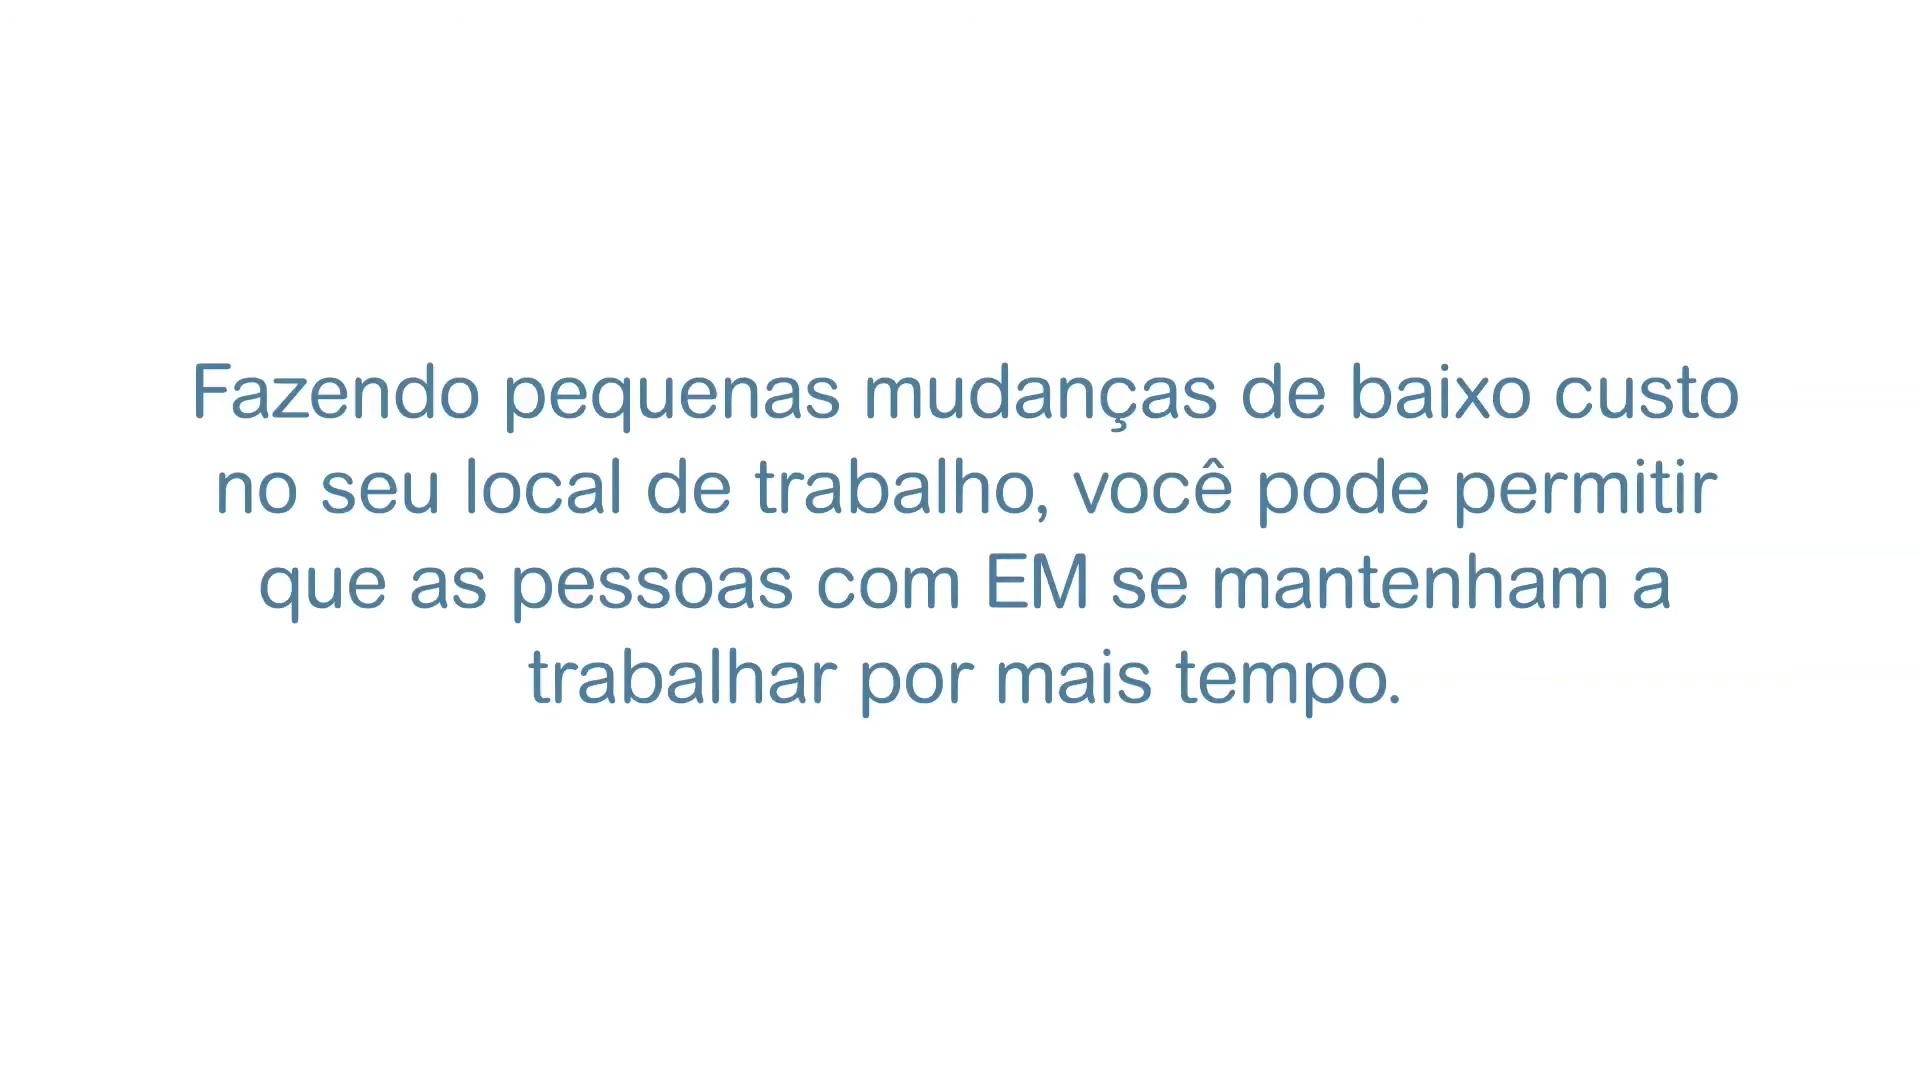 Fazendo pequenas mudanças de baixo custo
no seu local de trabalho, você pode permitir
que as pessoas com EM se mantenham a
trabalhar por mais tempo.